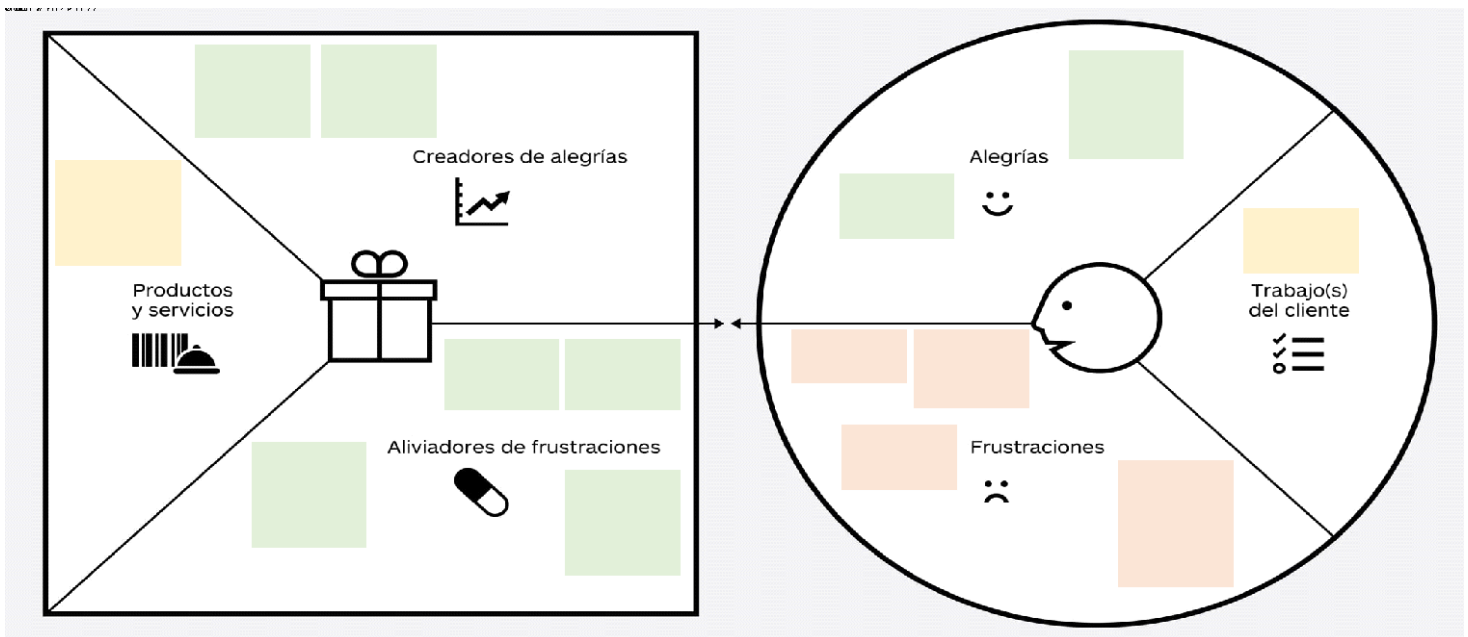 Creadores de alegrías
Productos
y servicios
Aliviadores de frustraciones
Alegrías
Trabajo(s)
del cliente
Frustraciones